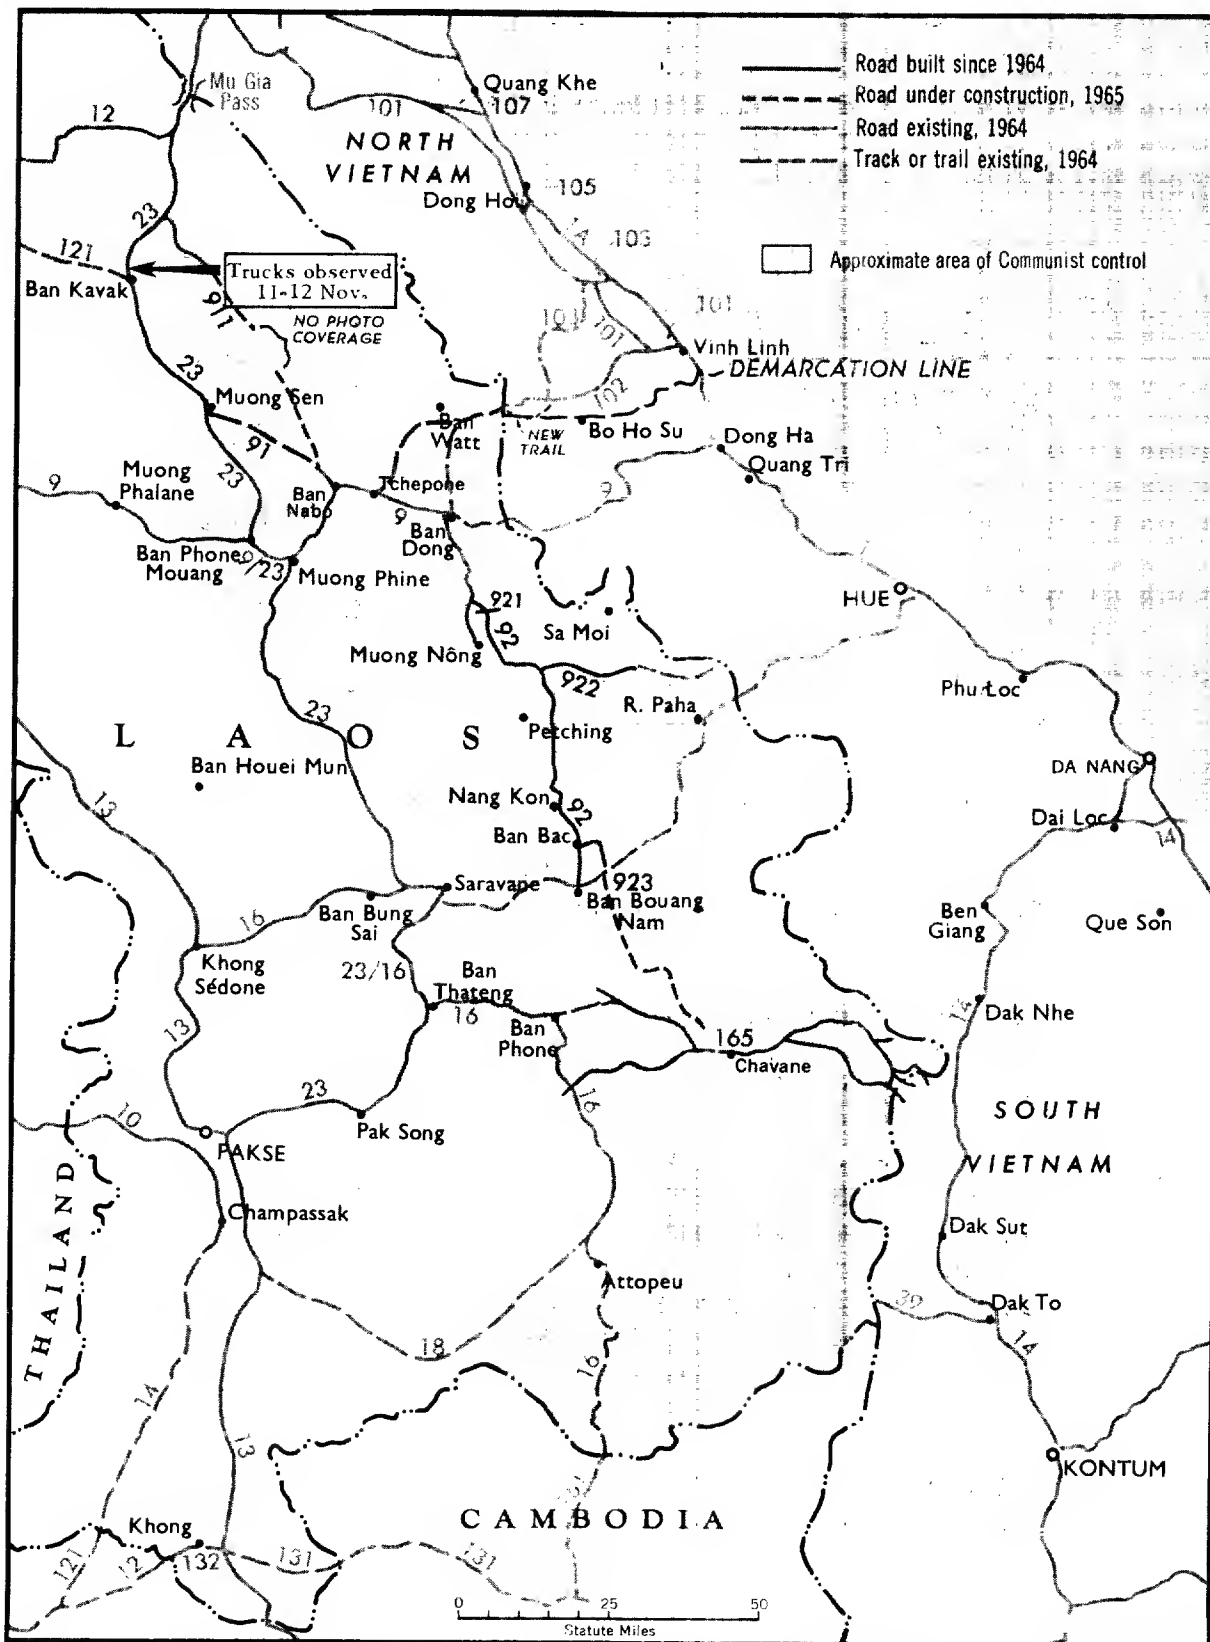 Road built since 1964
Road under construction, 1965
Road existing, 1964
Track or trail existing, 1964
Approximate area of Communist control
Mu Gia
Pass
12
101
Quang Khe
107
NORTH
VIETNAM
105
Dong Hoi
103
23
121
Ban Kavak
Trucks observed
11-12 Nov.
911
NO PHOTO
COVERAGE
101
101
101
Vinh Linh
DEMARCATION LINE
102
23
Muong Sen
Ban
Watt
NEW
TRAIL
Bo Ho Su
Dong Ha
Quang Tri
91
23
9
Muong
Phalane
Ban
Nabo
Tchepone
9
9
Ban
Dong
Ban Phone
Mouang
9/23
Muong Phine
HUE
921
92
Sa Moi
Muong Nông
922
Phu Loc
R. Paha
23
Petching
LAOS
Ban Houei Mun
DA NANG
13
Nang Kon
92
Dai Loc
14
Ban Bac
923
Saravane
Ban Bouang
Nam
Ban Bung
Sai
16
Ben
Giang
Que Son
Khong
Sédone
23/16
Ban
Thateng
16
Ban
Phone
14
Dak Nhe
13
165
Chavane
23
16
Pak Song
10
PAKSE
SOUTH
VIETNAM
THAILAND
Champassak
Dak Sut
Attopeu
39
Dak To
18
14
16
14
13
KONTUM
CAMBODIA
Khong
121
12
132
131
131
0
25
50
Statute Miles